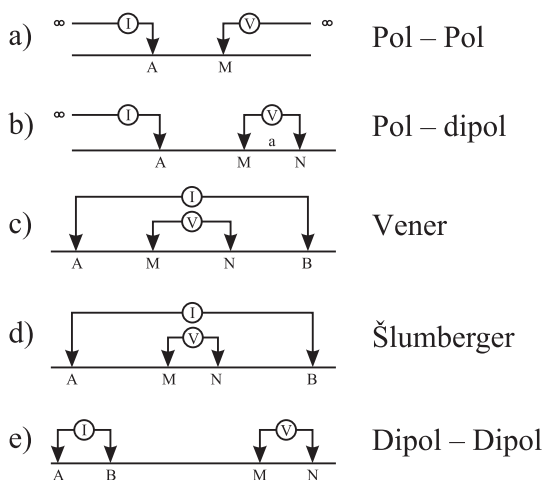 a) ∞ I V ∞ Pol – Pol
A M
b) ∞ I V Pol – dipol
a
A M N
c) I Vener
V
A M N B
d) I Šlumberger
V
A M N B
e) I V Dipol – Dipol
A B M N